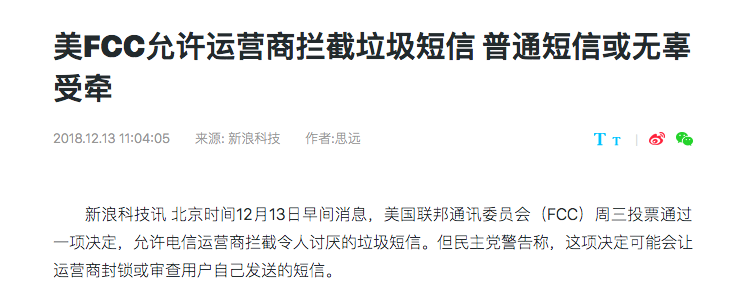 美FCC允许运营商拦截垃圾短信 普通短信或无辜
受牵
2018.12.13 11:04:05 来源: 新浪科技 作者:思远 T T
新浪科技讯 北京时间12月13日早间消息，美国联邦通讯委员会（FCC）周三投票通过
一项决定，允许电信运营商拦截令人讨厌的垃圾短信。但民主党警告称，这项决定可能会让
运营商封锁或审查用户自己发送的短信。